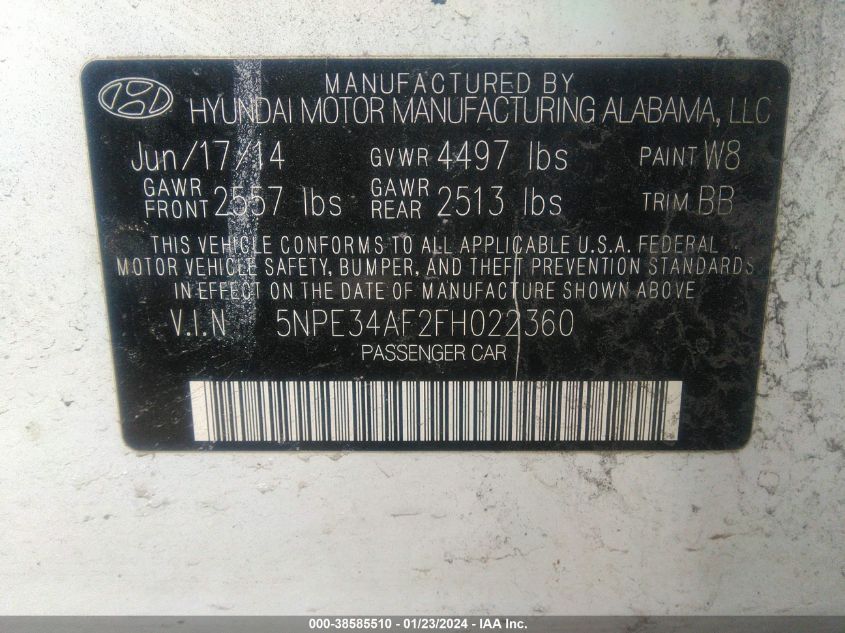 MANUFACTURED BY
HYUNDAI MOTOR MANUFACTURING ALABAMA, LLC
Jun/17/14 GVWR 4497 lbs PAINT W8
GAWR FRONT 2557 lbs GAWR REAR 2513 lbs TRIM BB
THIS VEHICLE CONFORMS TO ALL APPLICABLE U.S.A. FEDERAL
MOTOR VEHICLE SAFETY, BUMPER, AND THEFT PREVENTION STANDARDS
IN EFFECT ON THE DATE OF MANUFACTURE SHOWN ABOVE
V.I.N 5NPE34AF2FH022360
PASSENGER CAR
000-38585510 - 01/23/2024 - IAA Inc.